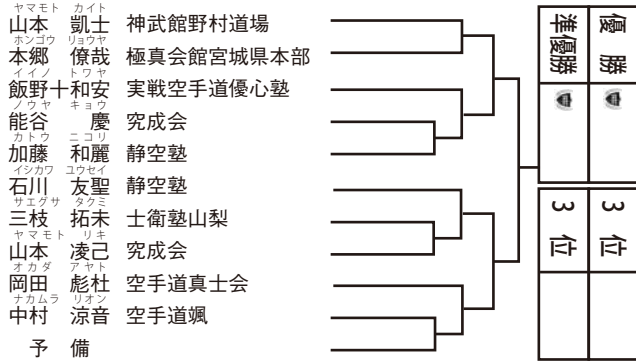 ヤマモト カイト
山本 凱士 神武館野村道場
ホンゴウ リョウヤ
本郷 僚哉 極真会館宮城県本部
イイノ トワヤ
飯野十和安 実戦空手道優心塾
ノウヤ キョウ
能谷 慶 究成会
カトウ ニコリ
加藤 和麗 静空塾
イシカワ ユウセイ
石川 友聖 静空塾
サエグサ タクミ
三枝 拓未 士衛塾山梨
ヤマモト リキ
山本 凌己 究成会
オカダ アヤト
岡田 彪杜 空手道真士会
ナカムラ リオン
中村 涼音 空手道颯
予 備
優 勝
準優勝
3 位
3 位